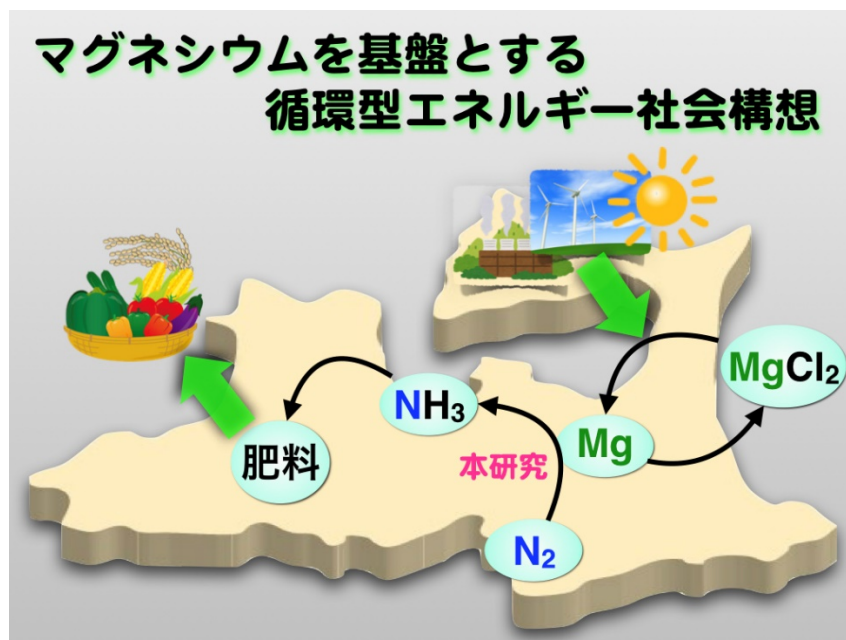 マグネシウムを基盤とする
循環型エネルギー社会構想
MgCl₂
NH₃
Mg
肥料
本研究
N₂